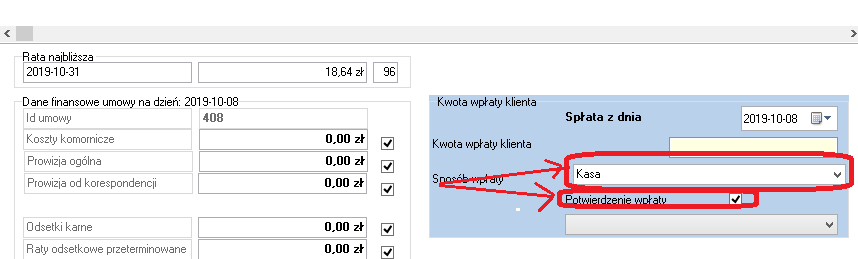 Rata najbliższa
2019-10-31 18,64 zł 96
Dane finansowe umowy na dzień: 2019-10-08
Id umowy 408
Koszty komornicze 0,00 zł
Prowizja ogólna 0,00 zł
Prowizja od korespondencji 0,00 zł
Odsetki karne 0,00 zł
Raty odsetkowe przeterminowane 0,00 zł
Kwota wpłaty klienta
Spłata z dnia 2019-10-08
Kwota wpłaty klienta
Sposób wpłaty Kasa
Potwierdzenie wpłaty